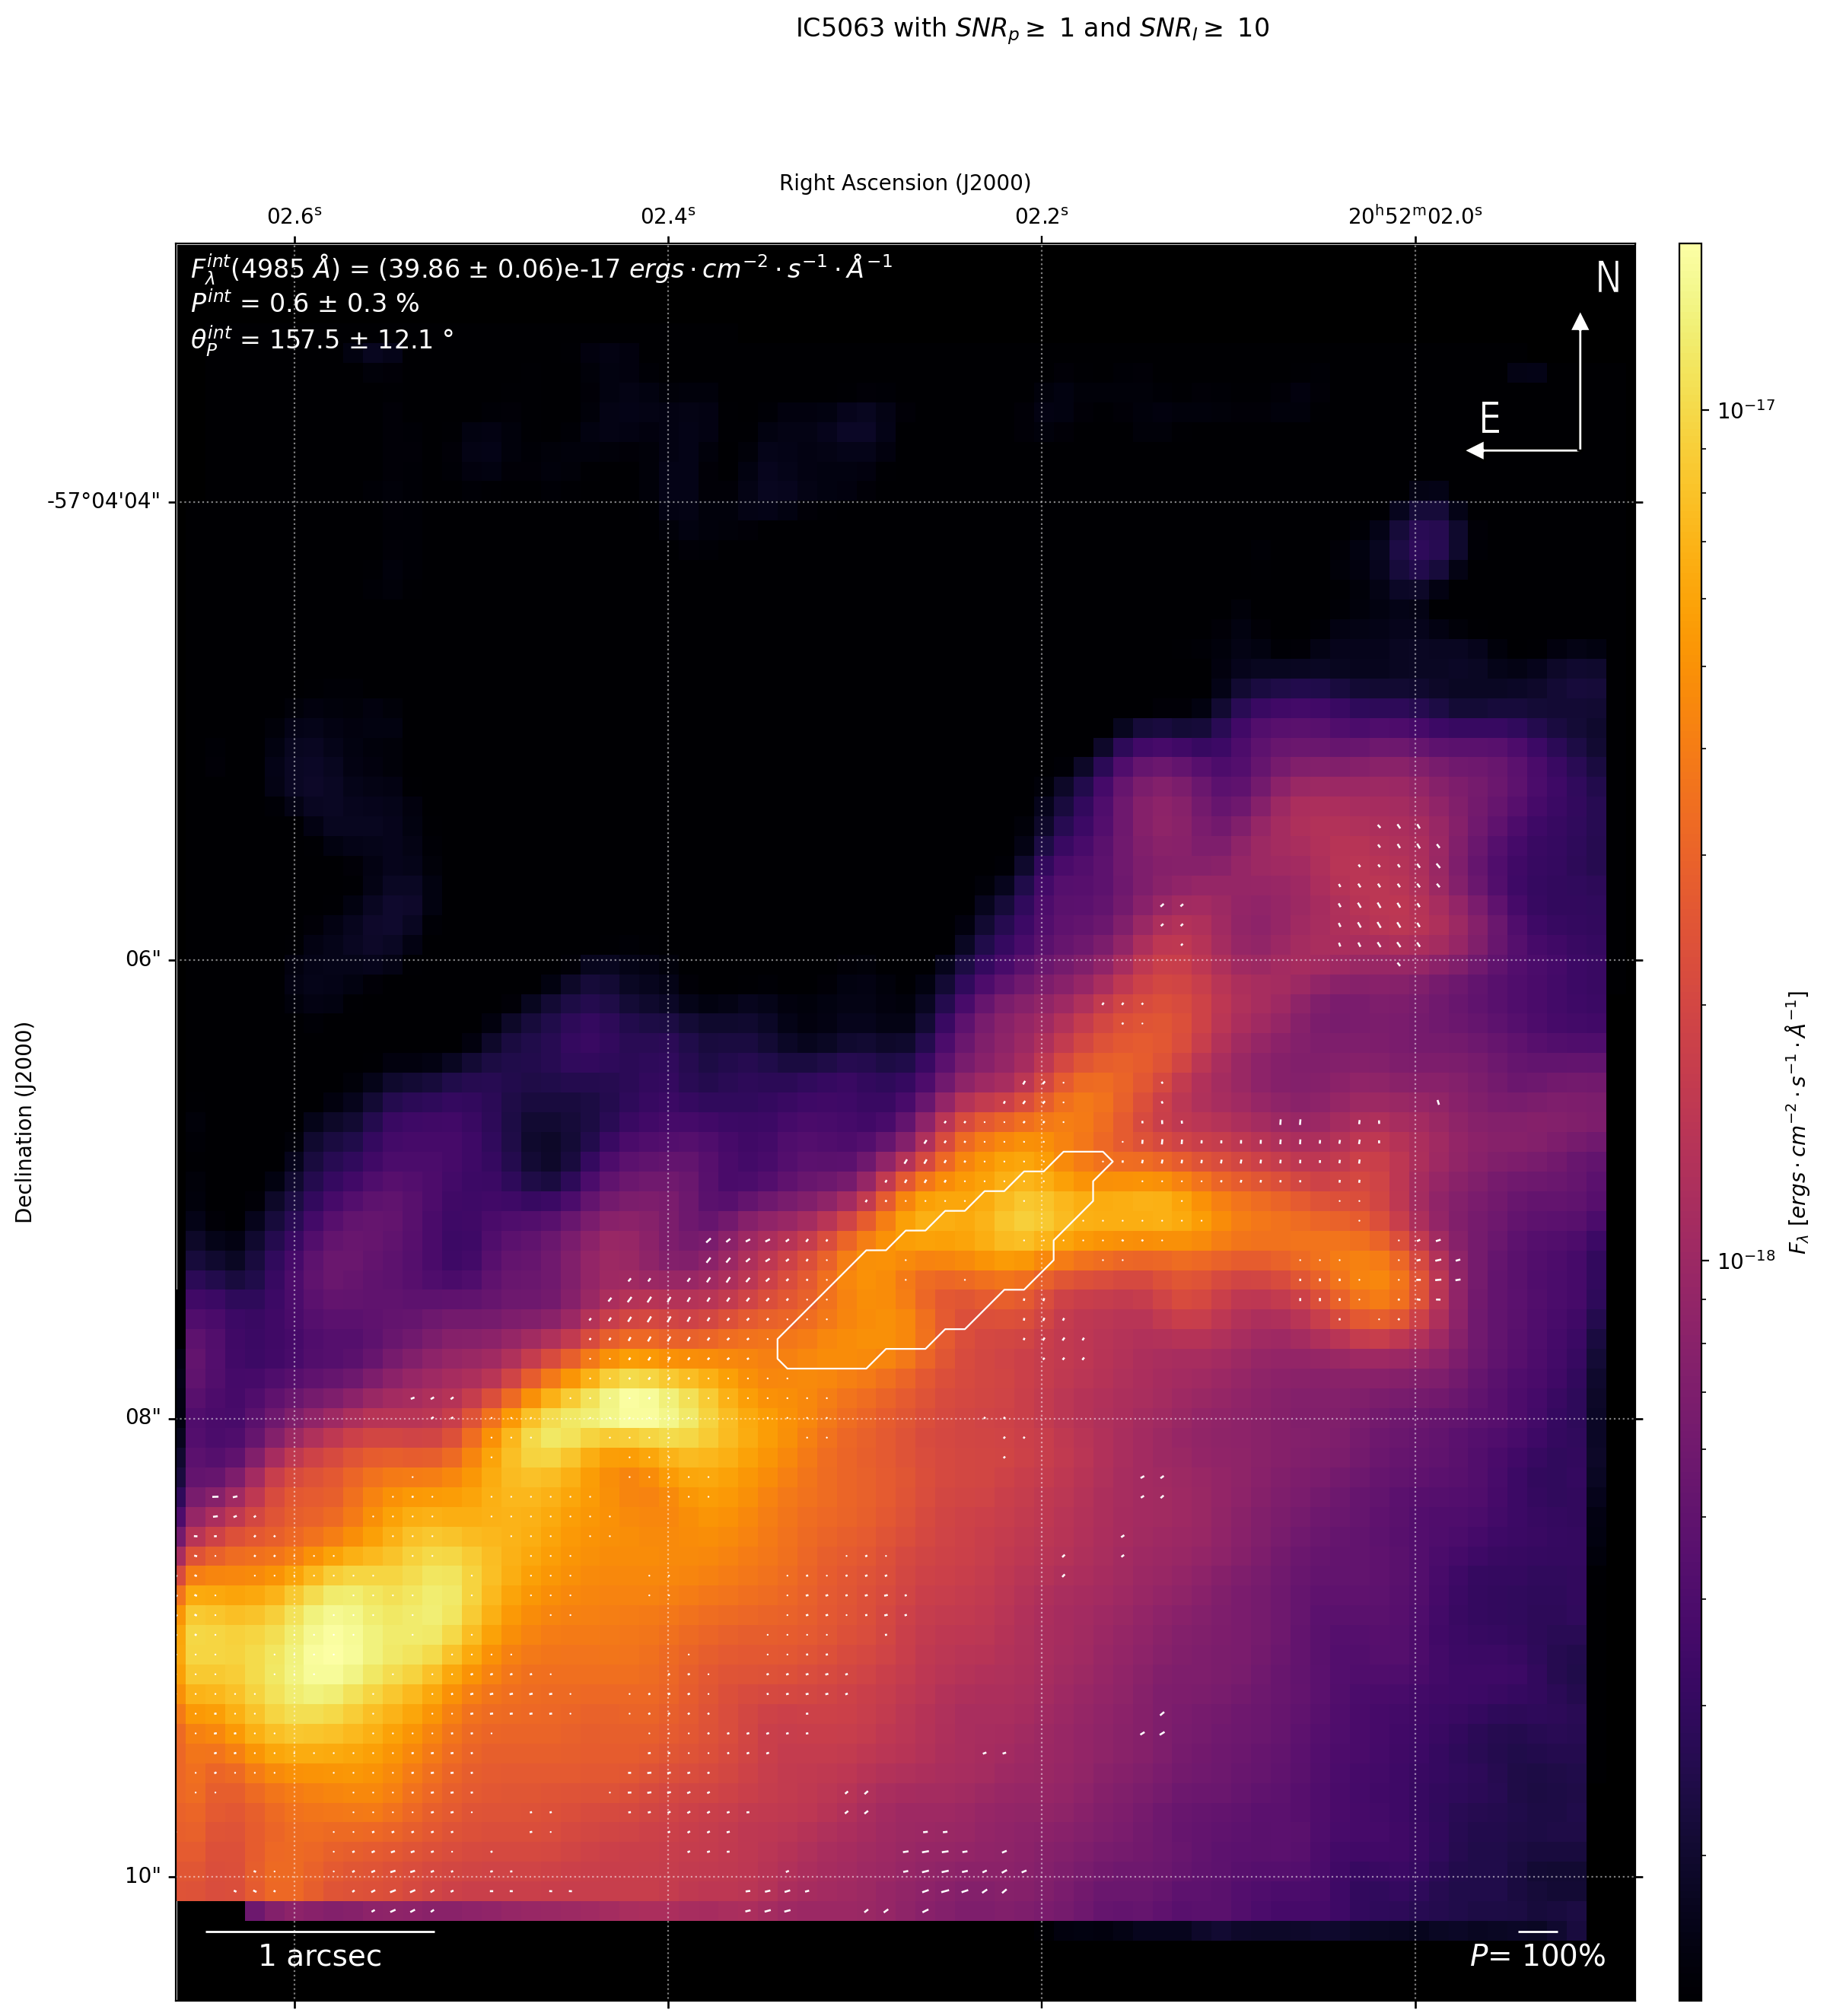 IC5063 with SNR_p ≥ 1 and SNR_I ≥ 10
Right Ascension (J2000)
02.6ˢ 02.4ˢ 02.2ˢ 20ʰ52ᵐ02.0ˢ
F_λ^int(4985 Å) = (39.86 ± 0.06)e-17 ergs · cm⁻² · s⁻¹ · Å⁻¹
P^int = 0.6 ± 0.3 %
θ_P^int = 157.5 ± 12.1 °
N
E
-57°04'04"
06"
08"
10"
Declination (J2000)
1 arcsec
P= 100%
10⁻¹⁷
10⁻¹⁸
F_λ [ergs · cm⁻² · s⁻¹ · Å⁻¹]